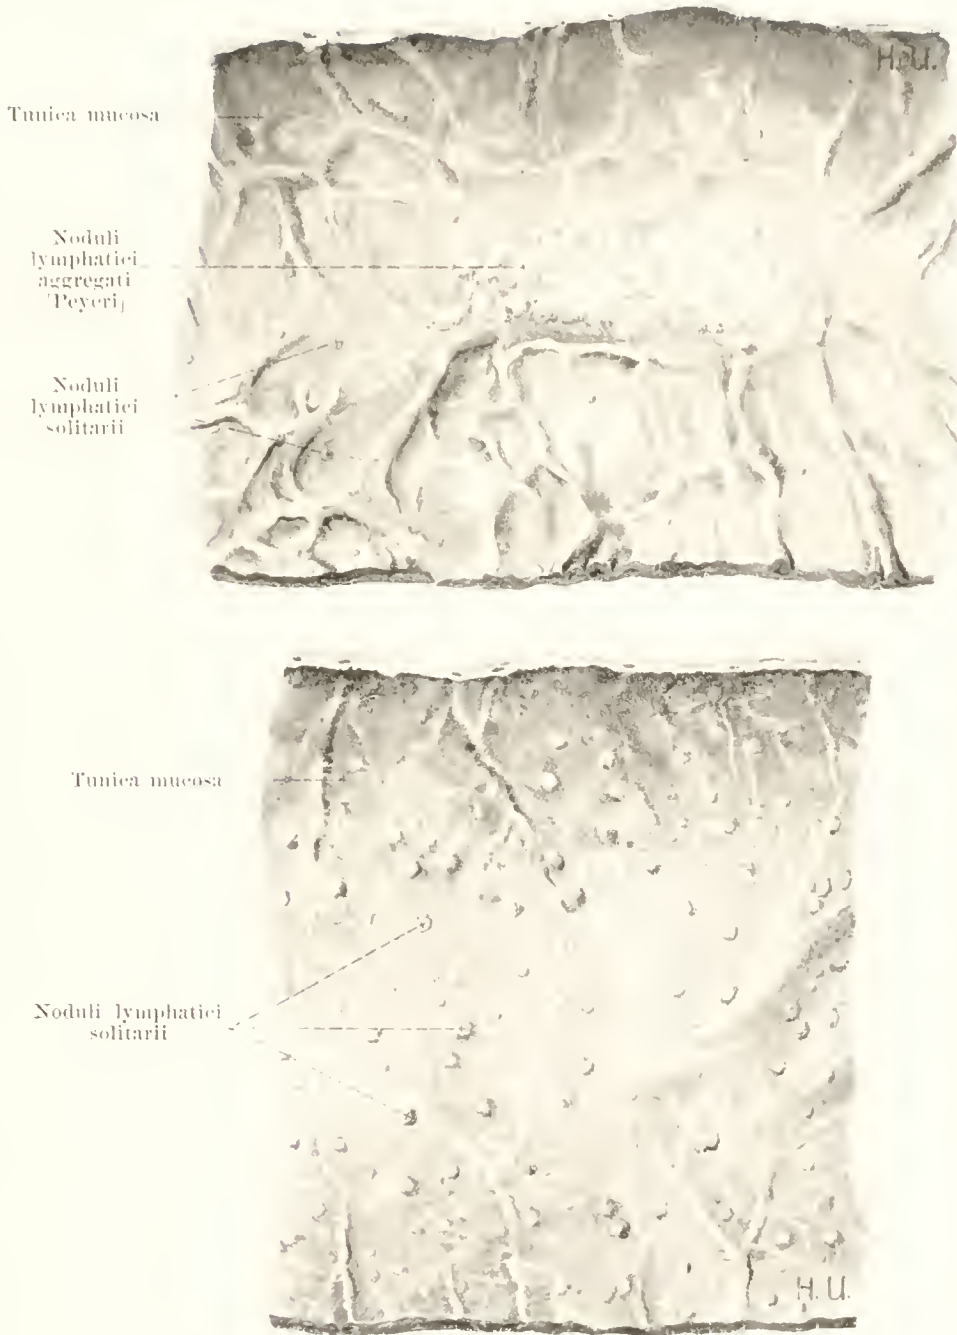 H. U.
Tunica mucosa
Noduli
lymphatici
aggregati
[Peyeri]
Noduli
lymphatici
solitarii
Tunica mucosa
Noduli lymphatici
solitarii
H. U.